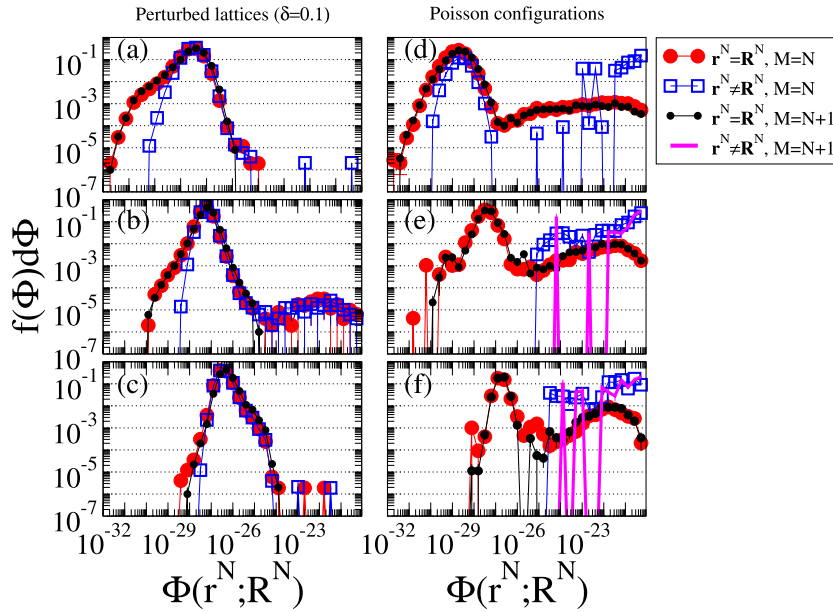 Perturbed lattices (δ=0.1)
Poisson configurations
(a)
(b)
(c)
(d)
(e)
(f)
10^-1
10^-3
10^-5
10^-7
10^-1
10^-3
10^-5
10^-7
10^-1
10^-3
10^-5
10^-7
f(Φ)dΦ
10^-32 10^-29 10^-26 10^-23
10^-32 10^-29 10^-26 10^-23
Φ(r^N;R^N)
Φ(r^N;R^N)
r^N=R^N, M=N
r^N≠R^N, M=N
r^N=R^N, M=N+1
r^N≠R^N, M=N+1